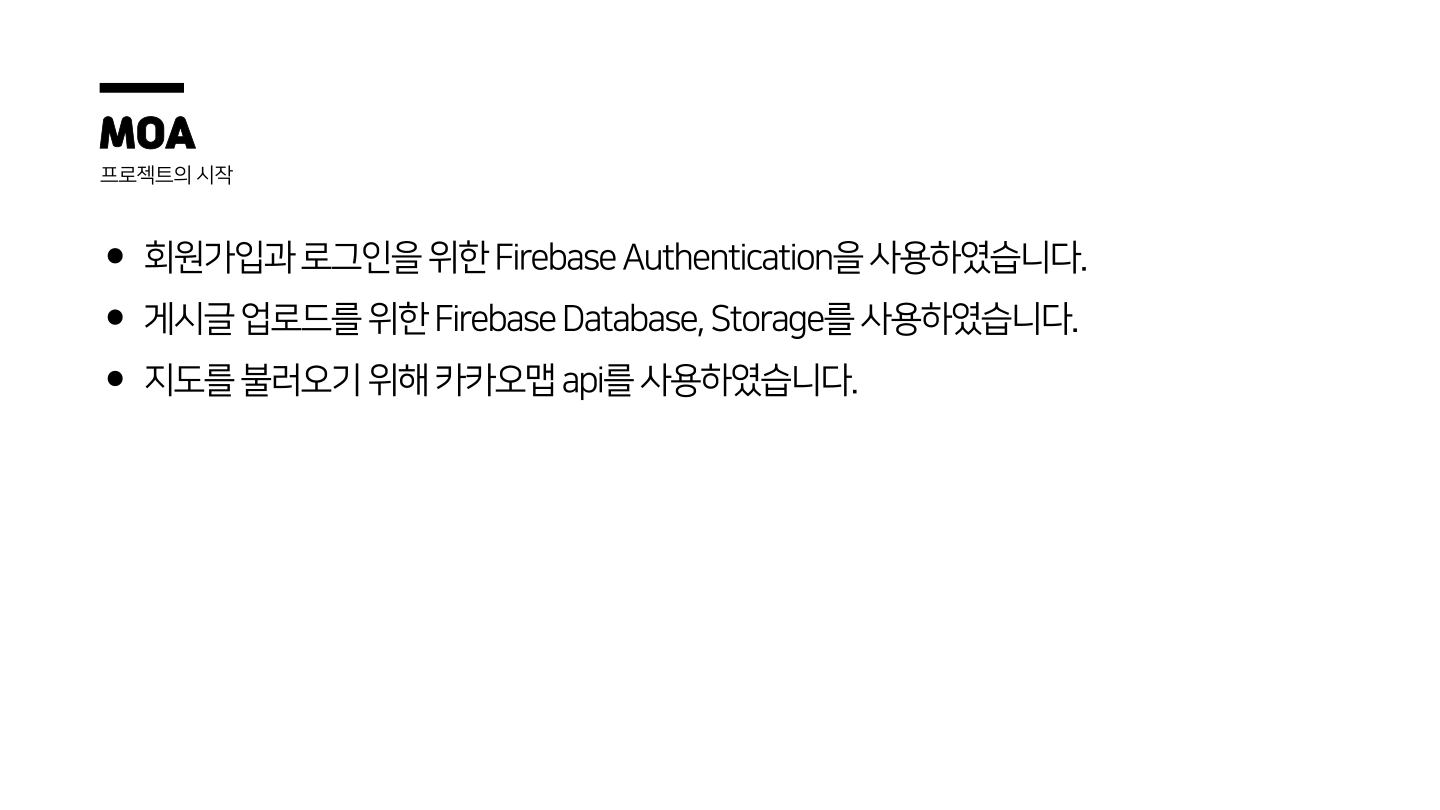 MOA
프로젝트의 시작
• 회원가입과 로그인을 위한 Firebase Authentication을 사용하였습니다.
• 게시글 업로드를 위한 Firebase Database, Storage를 사용하였습니다.
• 지도를 불러오기 위해 카카오맵 api를 사용하였습니다.